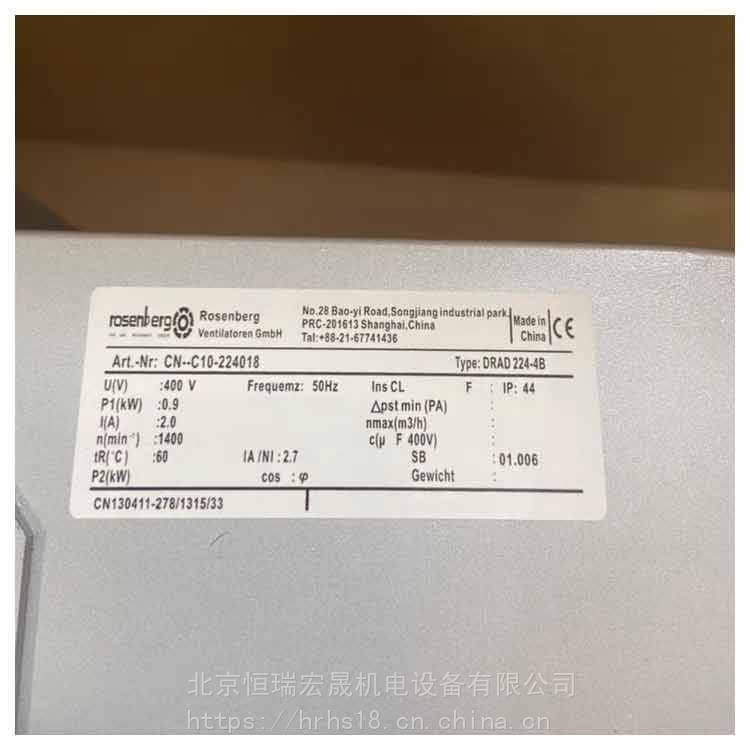 rosenberg
Rosenberg
Ventilatoren GmbH
No.28 Bao-yi Road,Songjiang industrial park,
PRC-201613 Shanghai,China
Tal:+88-21-67741436
Made in
China
CE
Art.-Nr: CN--C10-224018 Type: DRAD 224-4B
U(V) :400 V Frequemz: 50Hz Ins CL F : IP: 44
P1(kW) :0.9 Δpst min (PA) :
I(A) :2.0 nmax(m3/h) :
n(min⁻¹) :1400 c(μ F 400V) :
tR(°C) :60 IA/NI : 2.7 SB :01.006
P2(kW) cos : φ Gewicht :
CN130411-278/1315/33
北京恒瑞宏晟机电设备有限公司
https://hrhs18.cn.china.cn